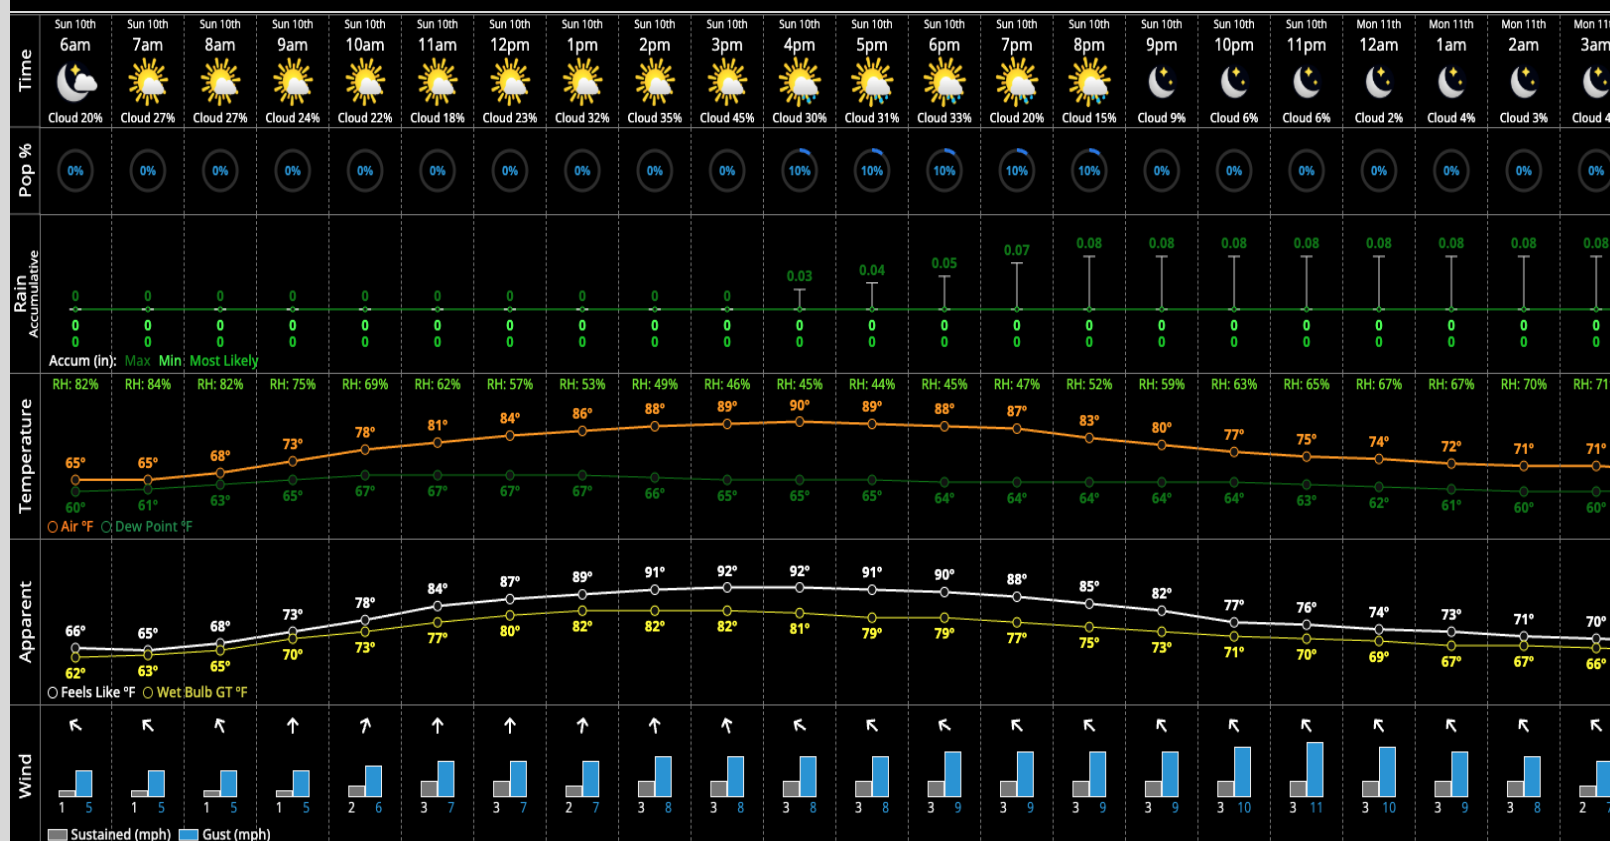 Sun 10th Sun 10th Sun 10th Sun 10th Sun 10th Sun 10th Sun 10th Sun 10th Sun 10th Sun 10th Sun 10th Sun 10th Sun 10th Sun 10th Sun 10th Sun 10th Sun 10th Sun 10th Mon 11th Mon 11th Mon 11th Mon 11t
Time
6am 7am 8am 9am 10am 11am 12pm 1pm 2pm 3pm 4pm 5pm 6pm 7pm 8pm 9pm 10pm 11pm 12am 1am 2am 3am
Cloud 20% Cloud 27% Cloud 27% Cloud 24% Cloud 22% Cloud 18% Cloud 23% Cloud 32% Cloud 35% Cloud 45% Cloud 30% Cloud 31% Cloud 33% Cloud 20% Cloud 15% Cloud 9% Cloud 6% Cloud 6% Cloud 2% Cloud 4% Cloud 3% Cloud 4
Pop %
0% 0% 0% 0% 0% 0% 0% 0% 0% 0% 10% 10% 10% 10% 10% 0% 0% 0% 0% 0% 0% 0%
Rain
Accumulative
0 0 0 0 0 0 0 0 0 0 0.03 0.04 0.05 0.07 0.08 0.08 0.08 0.08 0.08 0.08 0.08 0.08
0 0 0 0 0 0 0 0 0 0 0 0 0 0 0 0 0 0 0 0 0 0
0 0 0 0 0 0 0 0 0 0 0 0 0 0 0 0 0 0 0 0 0 0
Accum (in): Max Min Most Likely
Temperature
RH: 82% RH: 84% RH: 82% RH: 75% RH: 69% RH: 62% RH: 57% RH: 53% RH: 49% RH: 46% RH: 45% RH: 44% RH: 45% RH: 47% RH: 52% RH: 59% RH: 63% RH: 65% RH: 67% RH: 67% RH: 70% RH: 71
65° 65° 68° 73° 78° 81° 84° 86° 88° 89° 90° 89° 88° 87° 83° 80° 77° 75° 74° 72° 71° 71°
60° 61° 63° 65° 67° 67° 67° 67° 66° 65° 65° 65° 64° 64° 64° 64° 64° 63° 62° 61° 60° 60°
Air °F Dew Point °F
Apparent
66° 65° 68° 73° 78° 84° 87° 89° 91° 92° 92° 91° 90° 88° 85° 82° 77° 76° 74° 73° 71° 70°
62° 63° 65° 70° 73° 77° 80° 82° 82° 82° 81° 79° 79° 77° 75° 73° 71° 70° 69° 67° 67° 66°
Feels Like °F Wet Bulb GT °F
Wind
1 5 1 5 1 5 1 5 2 6 3 7 3 7 2 7 3 8 3 8 3 8 3 8 3 9 3 9 3 9 3 9 3 10 3 11 3 10 3 9 3 8 2 7
Sustained (mph) Gust (mph)